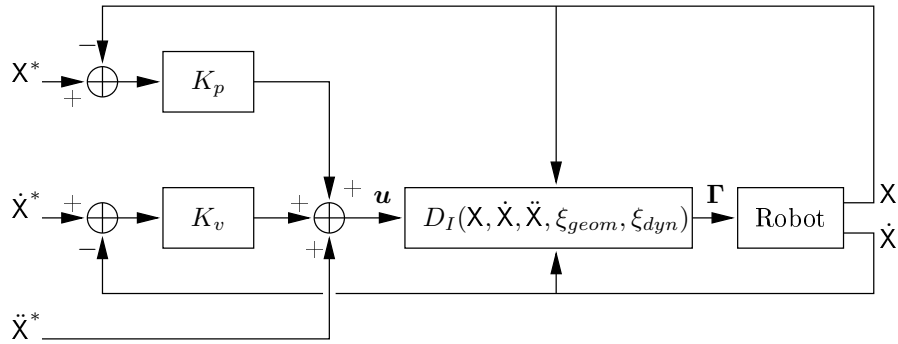 −
X* + K_p
+
Ẋ* + K_v + u D_I(X, Ẋ, Ẍ, ξ_geom, ξ_dyn) Γ Robot X
− + Ẋ
Ẍ*